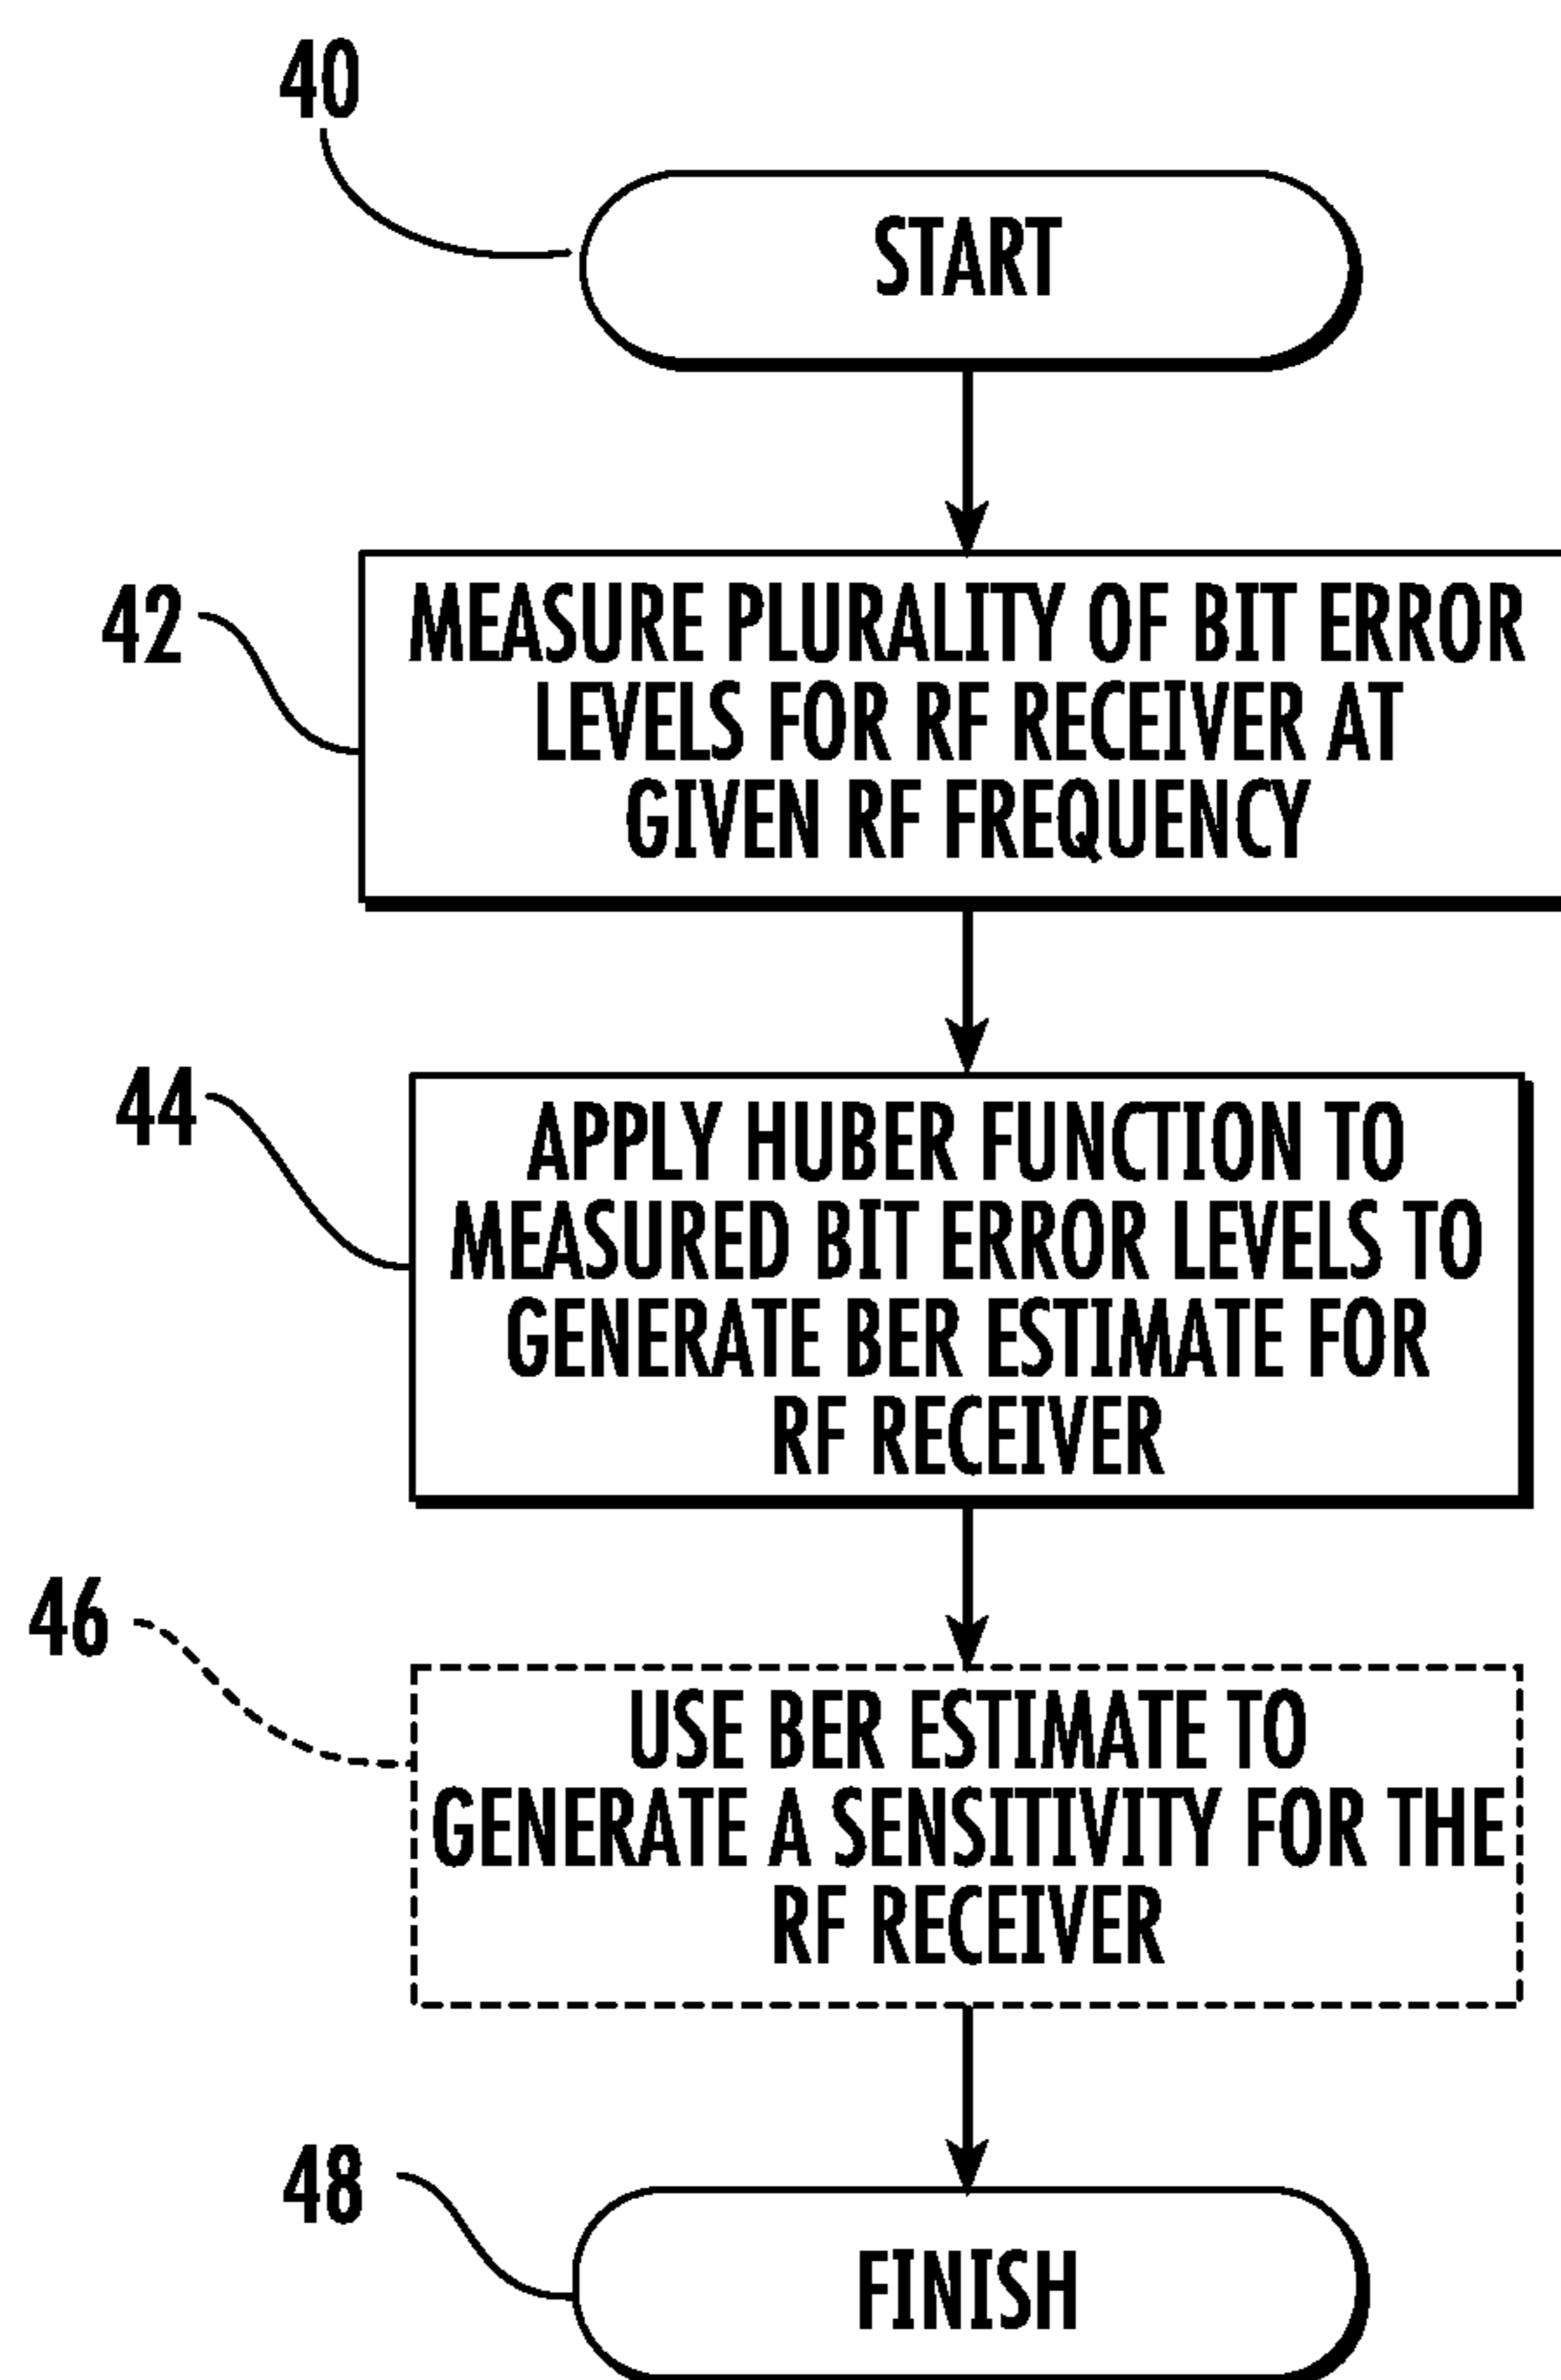 40
START
42
MEASURE PLURALITY OF BIT ERROR
LEVELS FOR RF RECEIVER AT
GIVEN RF FREQUENCY
44
APPLY HUBER FUNCTION TO
MEASURED BIT ERROR LEVELS TO
GENERATE BER ESTIMATE FOR
RF RECEIVER
46
USE BER ESTIMATE TO
GENERATE A SENSITIVITY FOR THE
RF RECEIVER
48
FINISH